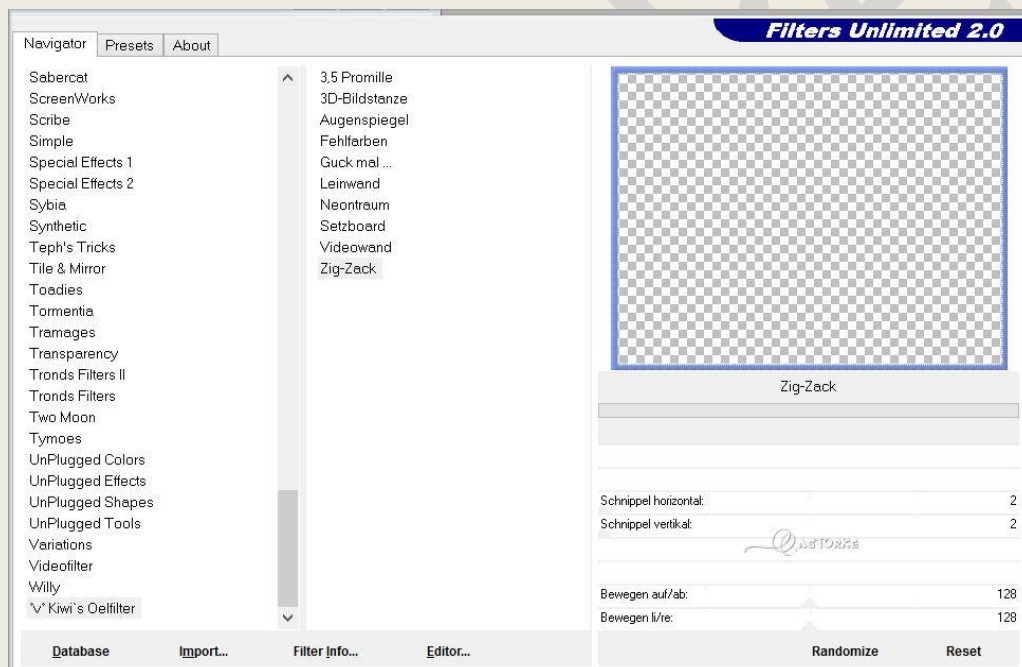 Filters Unlimited 2.0
Navigator
Presets
About
Sabercat
ScreenWorks
Scribe
Simple
Special Effects 1
Special Effects 2
Sybia
Synthetic
Teph's Tricks
Tile & Mirror
Toadies
Tormentia
Tramages
Transparency
Tronds Filters II
Tronds Filters
Two Moon
Tymoes
UnPlugged Colors
UnPlugged Effects
UnPlugged Shapes
UnPlugged Tools
Variations
Videofilter
Willy
°v° Kiwi`s Oelfilter
3,5 Promille
3D-Bildstanze
Augenspiegel
Fehlfarben
Guck mal ...
Leinwand
Neontraum
Setzboard
Videowand
Zig-Zack
Zig-Zack
Schnippel horizontal: 2
Schnippel vertikal: 2
Bewegen auf/ab: 128
Bewegen li/re: 128
Database
Import...
Filter Info...
Editor...
Randomize
Reset